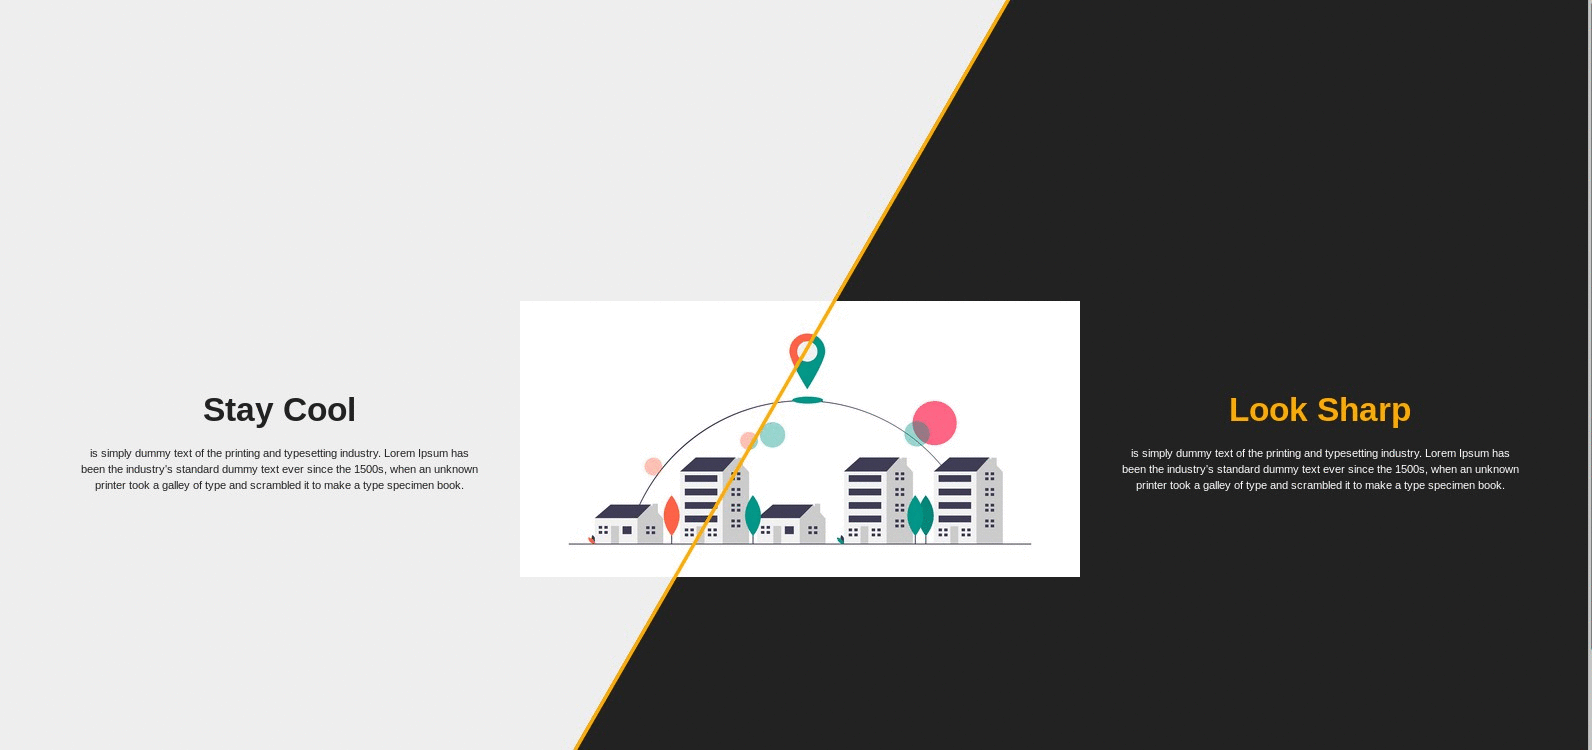 Stay Cool
is simply dummy text of the printing and typesetting industry. Lorem Ipsum has
been the industry's standard dummy text ever since the 1500s, when an unknown
printer took a galley of type and scrambled it to make a type specimen book.
Look Sharp
is simply dummy text of the printing and typesetting industry. Lorem Ipsum has
been the industry's standard dummy text ever since the 1500s, when an unknown
printer took a galley of type and scrambled it to make a type specimen book.